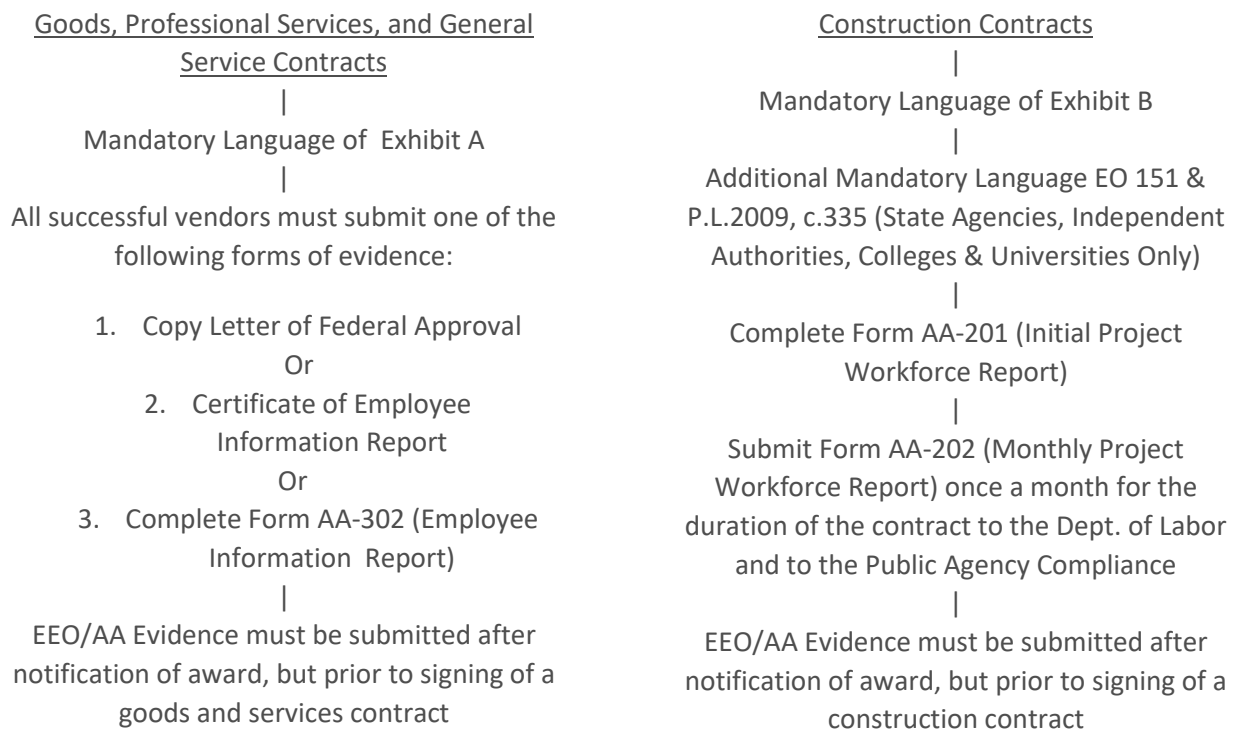 Goods, Professional Services, and General
Service Contracts
|
Mandatory Language of Exhibit A
|
All successful vendors must submit one of the
following forms of evidence:
1. Copy Letter of Federal Approval
Or
2. Certificate of Employee
Information Report
Or
3. Complete Form AA-302 (Employee
Information Report)
|
EEO/AA Evidence must be submitted after
notification of award, but prior to signing of a
goods and services contract
Construction Contracts
|
Mandatory Language of Exhibit B
|
Additional Mandatory Language EO 151 &
P.L.2009, c.335 (State Agencies, Independent
Authorities, Colleges & Universities Only)
|
Complete Form AA-201 (Initial Project
Workforce Report)
|
Submit Form AA-202 (Monthly Project
Workforce Report) once a month for the
duration of the contract to the Dept. of Labor
and to the Public Agency Compliance
|
EEO/AA Evidence must be submitted after
notification of award, but prior to signing of a
construction contract